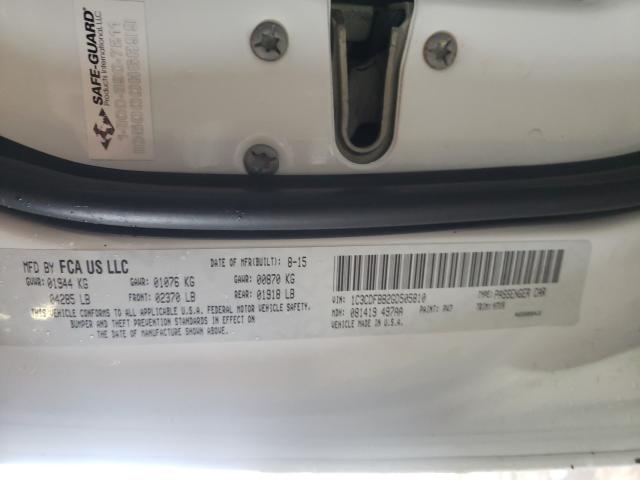 SAFE-GUARD
Products International, LLC
MFD BY FCA US LLC
DATE OF MFR(BUILT): 8-15
GVWR: 01944 KG GAWR: 01076 KG GAWR: 00870 KG
04285 LB FRONT: 02370 LB REAR: 01918 LB
THIS VEHICLE CONFORMS TO ALL APPLICABLE U.S.A. FEDERAL MOTOR VEHICLE SAFETY,
BUMPER AND THEFT PREVENTION STANDARDS IN EFFECT ON
THE DATE OF MANUFACTURE SHOWN ABOVE.
VIN: 1C3CDFBB2GD505810 TYPE: PASSENGER CAR
MDH: 081419 497AA PAINT: PW7 TRIM:
VEHICLE MADE IN U.S.A.